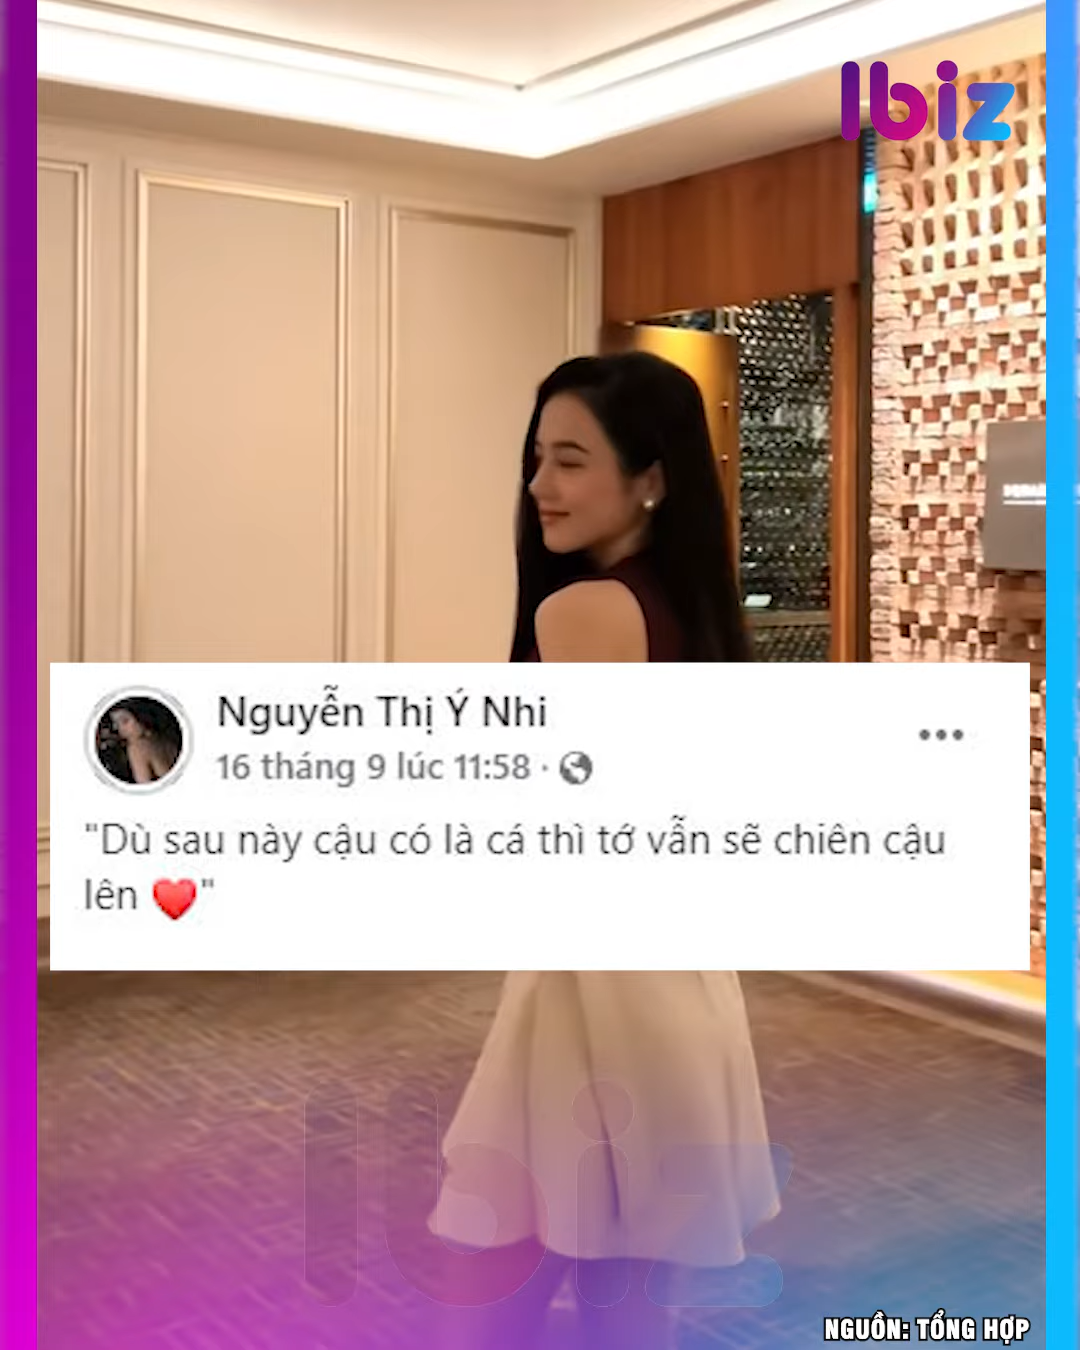 Ibiz
Nguyễn Thị Ý Nhi
16 tháng 9 lúc 11:58 ·
"Dù sau này cậu có là cá thì tớ vẫn sẽ chiên cậu
lên ❤️"
Ibiz
NGUỒN: TỔNG HỢP